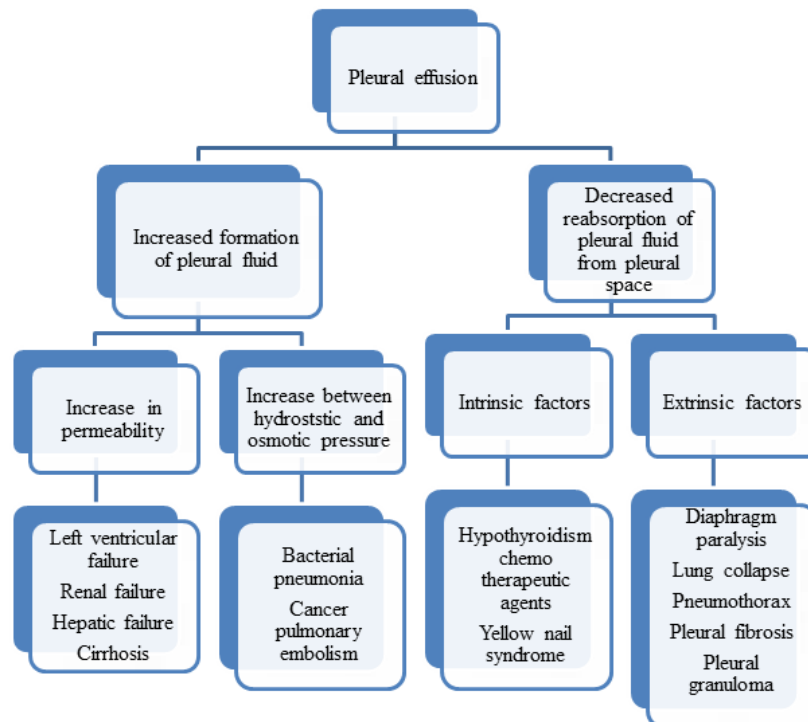 Pleural effusion
Increased formation
of pleural fluid
Decreased
reabsorption of
pleural fluid
from pleural
space
Increase in
permeability
Increase between
hydroststic and
osmotic pressure
Intrinsic factors
Extrinsic factors
Left ventricular
failure
Renal failure
Hepatic failure
Cirrhosis
Bacterial
pneumonia
Cancer
pulmonary
embolism
Hypothyroidism
chemo
therapeutic
agents
Yellow nail
syndrome
Diaphragm
paralysis
Lung collapse
Pneumothorax
Pleural fibrosis
Pleural
granuloma